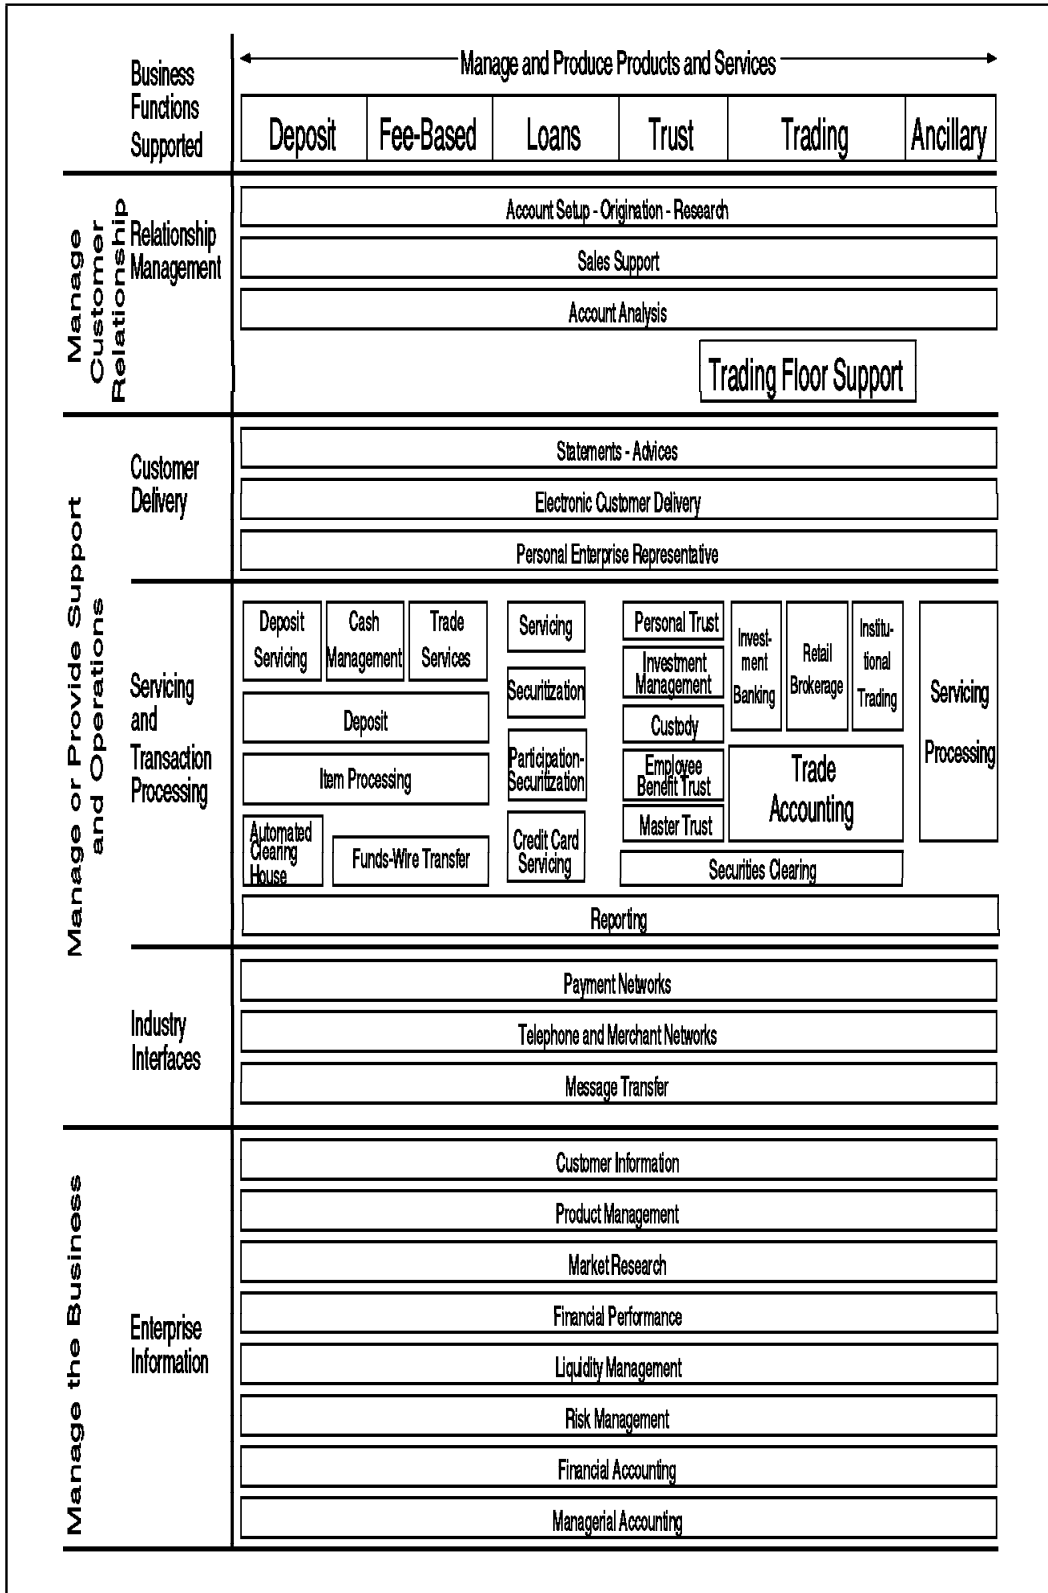 Manage and Produce Products and Services
Business
Functions
Supported
Deposit
Fee-Based
Loans
Trust
Trading
Ancillary
Manage
Customer
Relationship
Relationship
Management
Account Setup - Origination - Research
Sales Support
Account Analysis
Trading Floor Support
Manage or Provide Support
and Operations
Customer
Delivery
Statements - Advices
Electronic Customer Delivery
Personal Enterprise Representative
Servicing
and
Transaction
Processing
Deposit
Servicing
Cash
Management
Trade
Services
Deposit
Item Processing
Automated
Clearing
House
Funds-Wire Transfer
Servicing
Securitization
Participation-
Securitization
Credit Card
Servicing
Personal Trust
Investment
Management
Custody
Employee
Benefit Trust
Master Trust
Invest-
ment
Banking
Retail
Brokerage
Institu-
tional
Trading
Trade
Accounting
Securities Clearing
Servicing
Processing
Reporting
Industry
Interfaces
Payment Networks
Telephone and Merchant Networks
Message Transfer
Manage the Business
Enterprise
Information
Customer Information
Product Management
Market Research
Financial Performance
Liquidity Management
Risk Management
Financial Accounting
Managerial Accounting